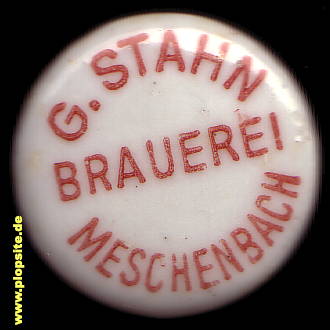 G. STAHN
BRAUEREI
MESCHENBACH
www.plopsite.de